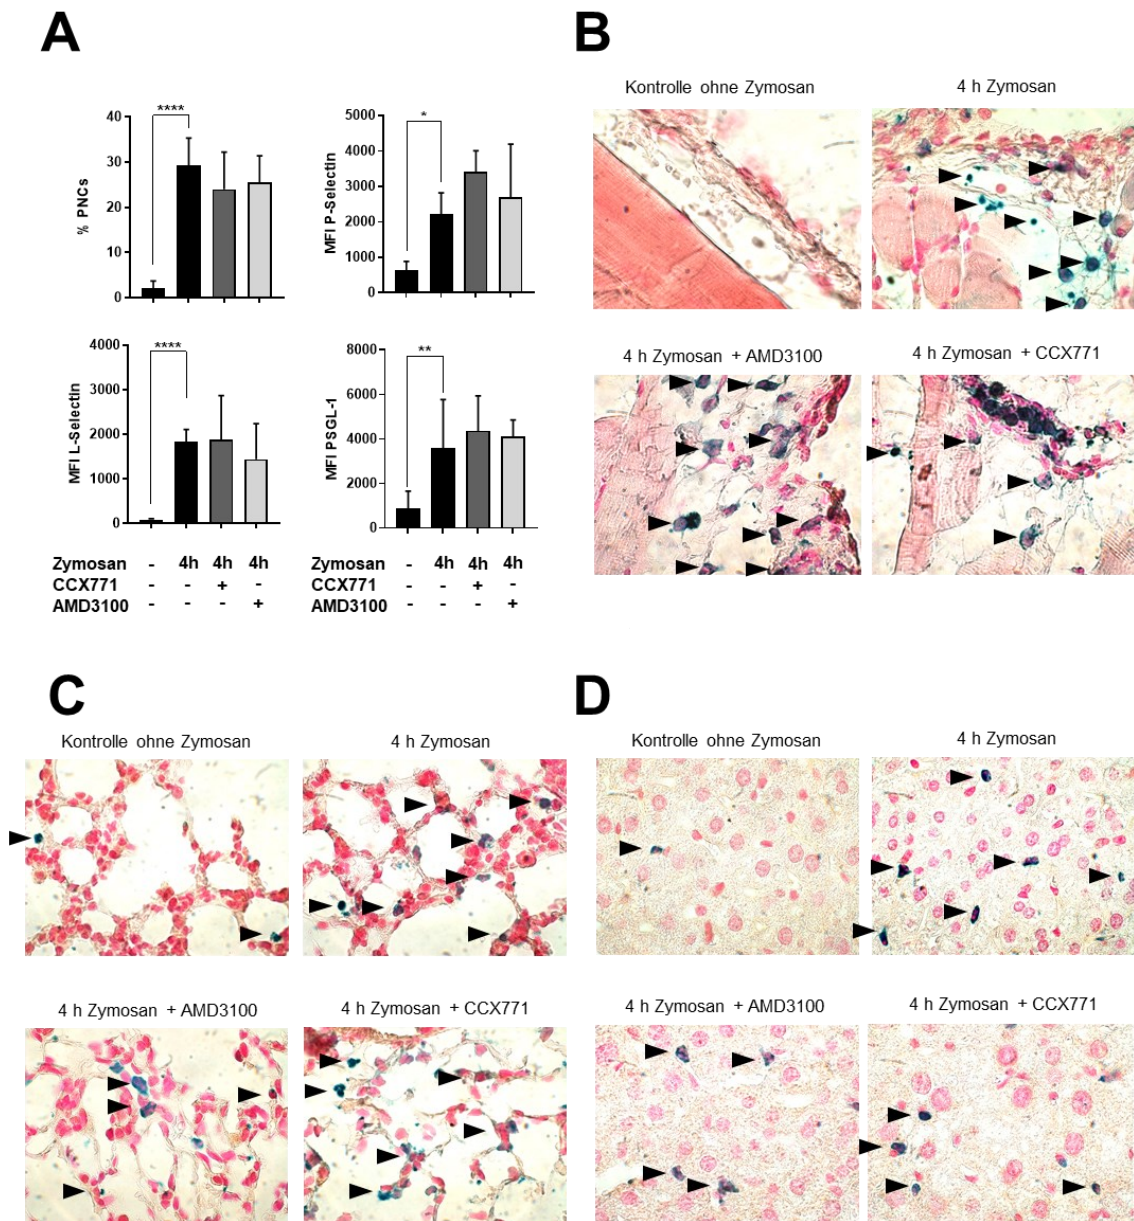 A
B
Kontrolle ohne Zymosan
4 h Zymosan
****
*
40
30
20
10
0
% PNCs
5000
4000
3000
2000
1000
0
MFI P-Selectin
4 h Zymosan + AMD3100
4 h Zymosan + CCX771
****
**
4000
3000
2000
1000
0
MFI L-Selectin
8000
6000
4000
2000
0
MFI PSGL-1
Zymosan - 4h 4h 4h
CCX771 - - + -
AMD3100 - - - +
Zymosan - 4h 4h 4h
CCX771 - - + -
AMD3100 - - - +
C
D
Kontrolle ohne Zymosan
4 h Zymosan
Kontrolle ohne Zymosan
4 h Zymosan
4 h Zymosan + AMD3100
4 h Zymosan + CCX771
4 h Zymosan + AMD3100
4 h Zymosan + CCX771